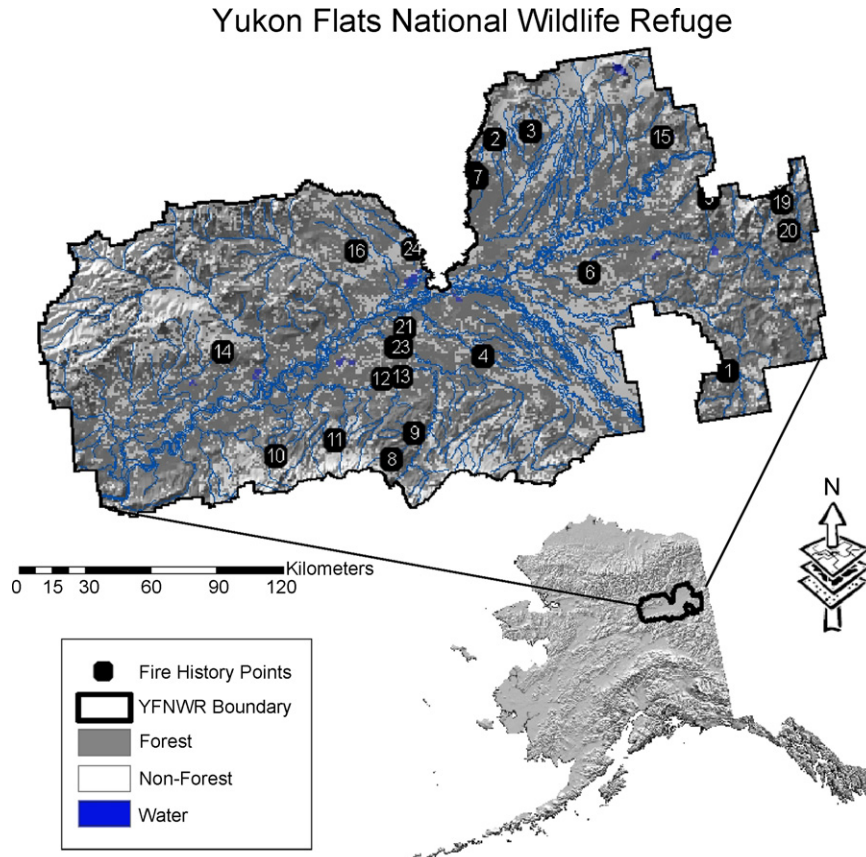 Yukon Flats National Wildlife Refuge
2
3
15
7
5
19
20
16
24
6
21
23
14
4
12
13
1
9
11
10
8
N
Kilometers
0 15 30 60 90 120
Fire History Points
YFNWR Boundary
Forest
Non-Forest
Water